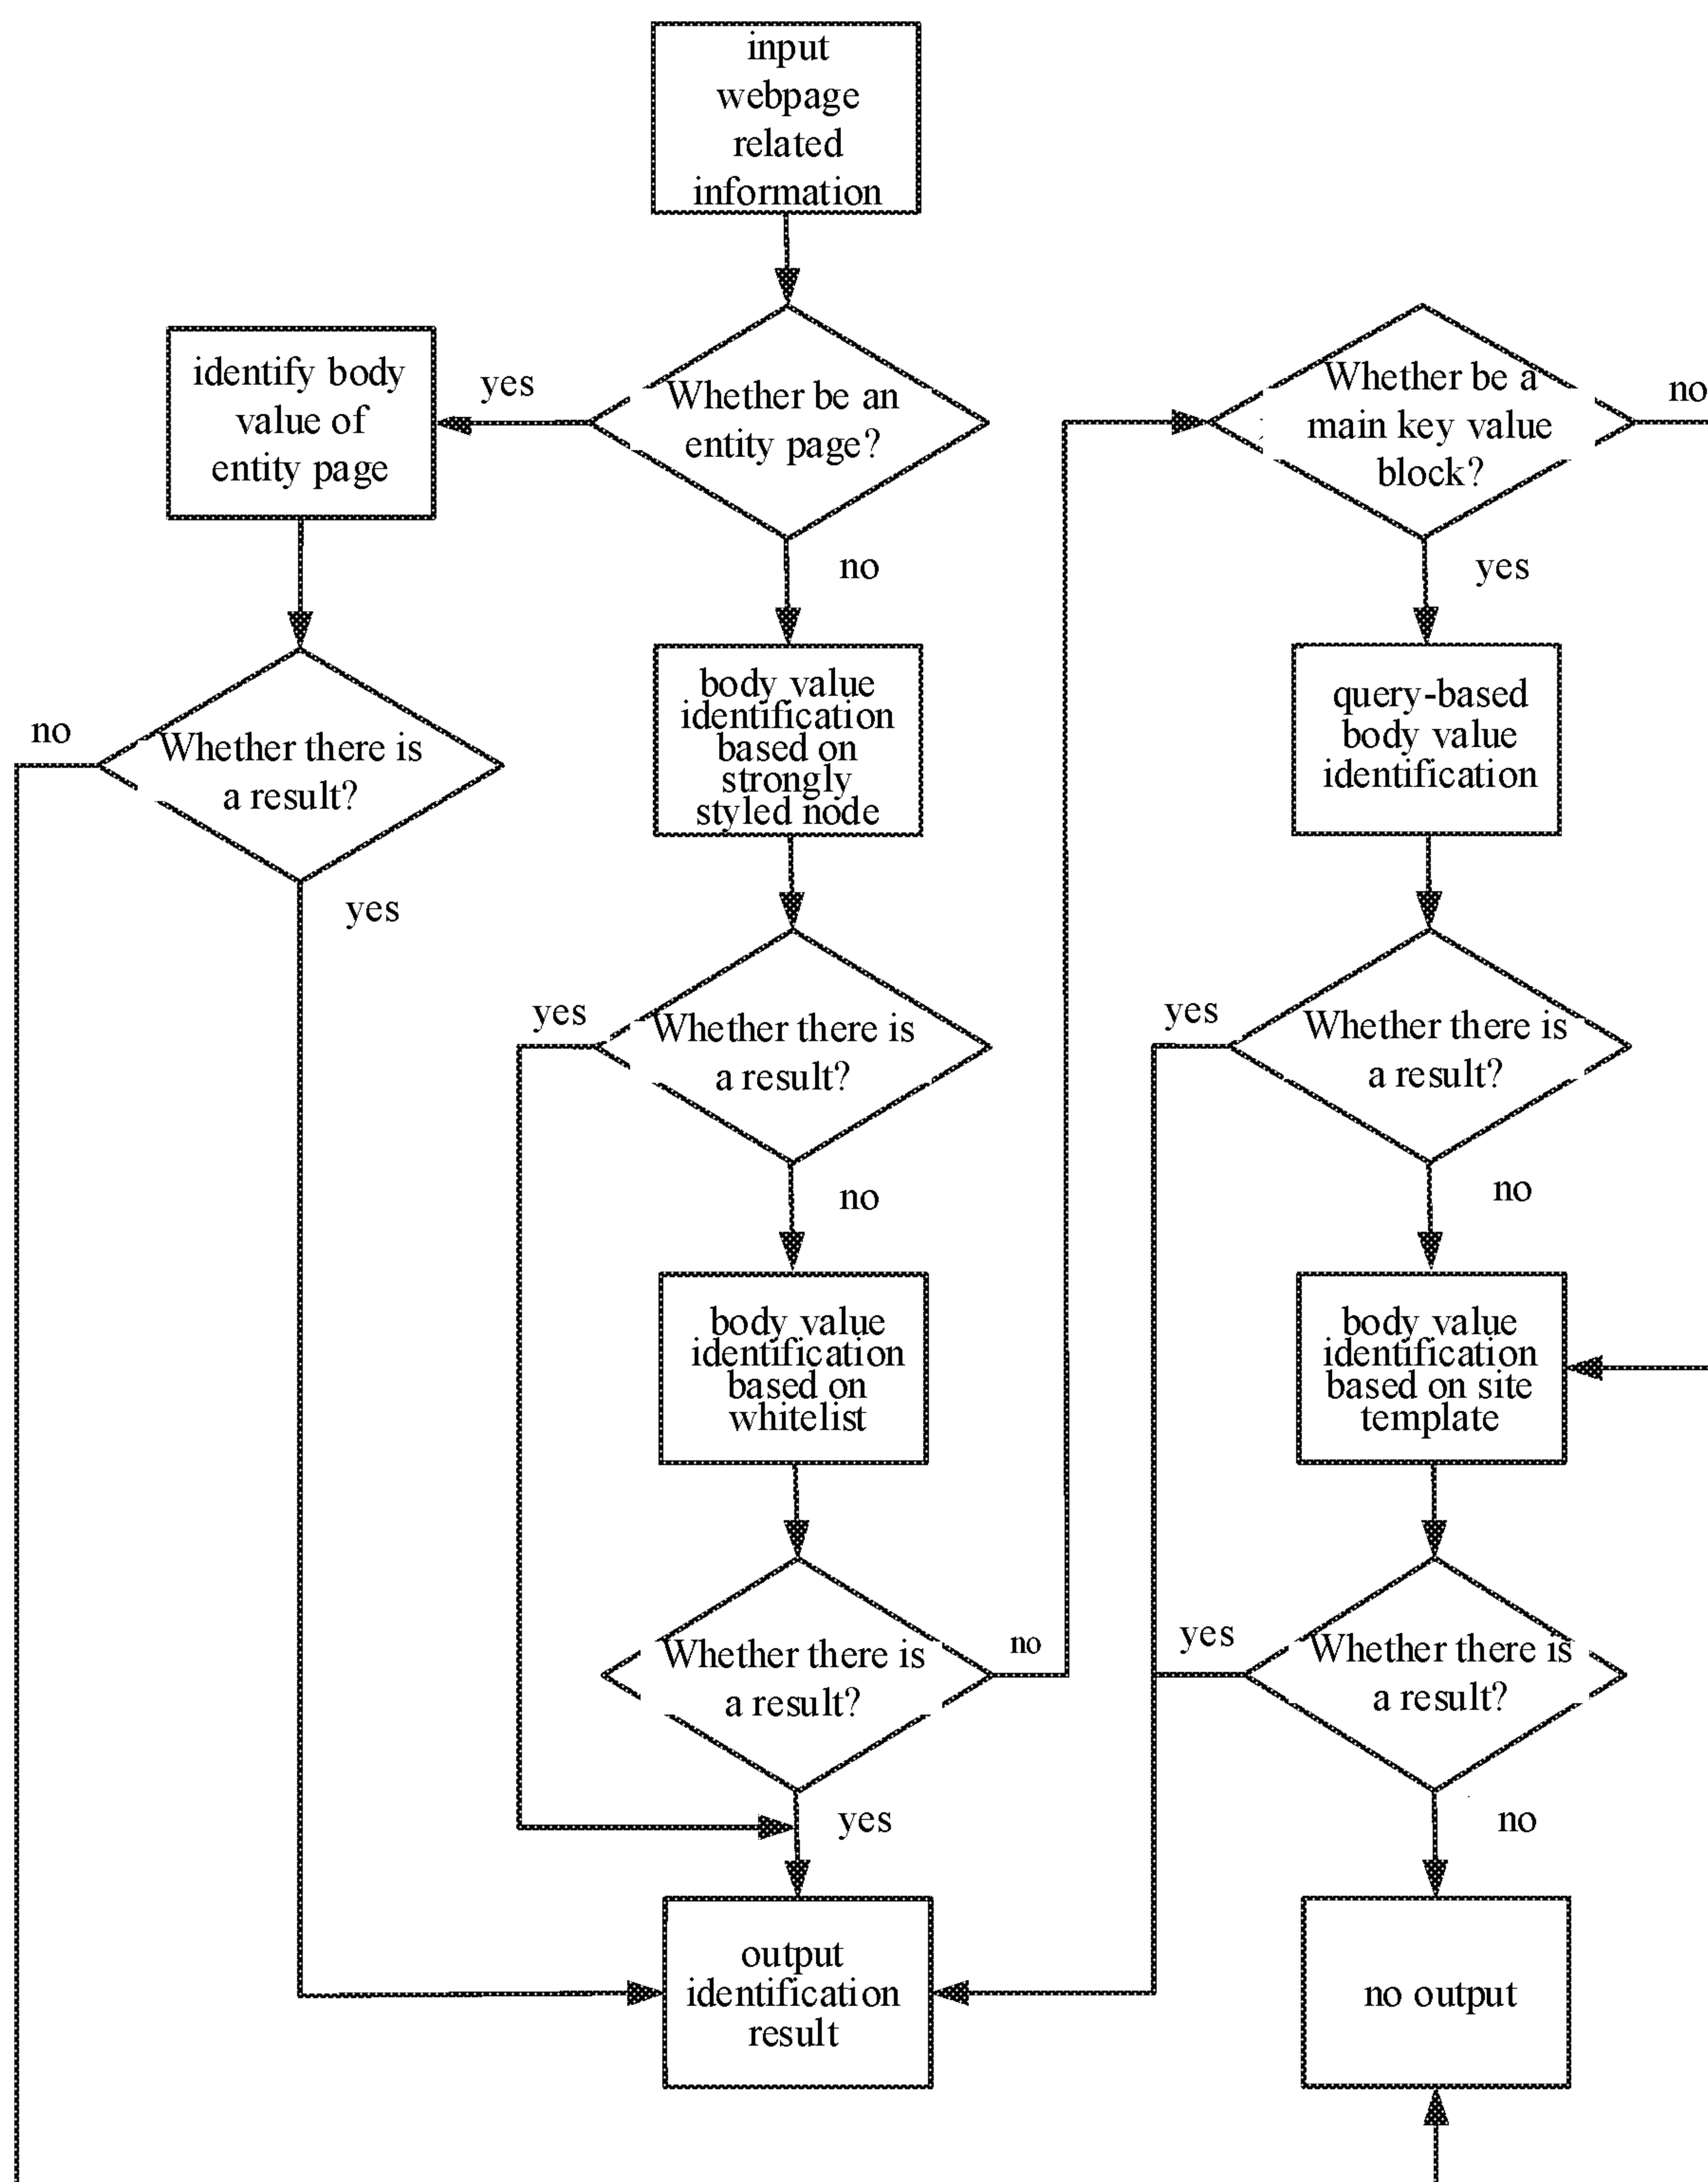 input
webpage
related
information
identify body
value of
entity page
yes
Whether be an
entity page?
Whether be a
main key value
block?
no
no
yes
body value
identification
based on
strongly
styled node
query-based
body value
identification
no
Whether there is
a result?
yes
yes
Whether there is
a result?
yes
Whether there is
a result?
no
no
body value
identification
based on
whitelist
body value
identification
based on site
template
Whether there is
a result?
no
yes
Whether there is
a result?
yes
no
output
identification
result
no output